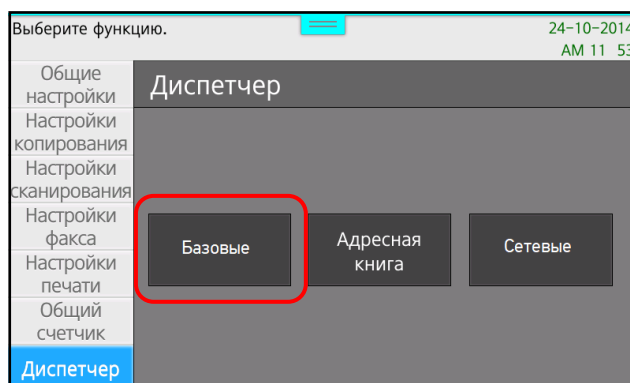 Выберите функцию.
24-10-2014
AM 11 53
Общие
настройки
Настройки
копирования
Настройки
сканирования
Настройки
факса
Настройки
печати
Общий
счетчик
Диспетчер
Диспетчер
Базовые
Адресная
книга
Сетевые